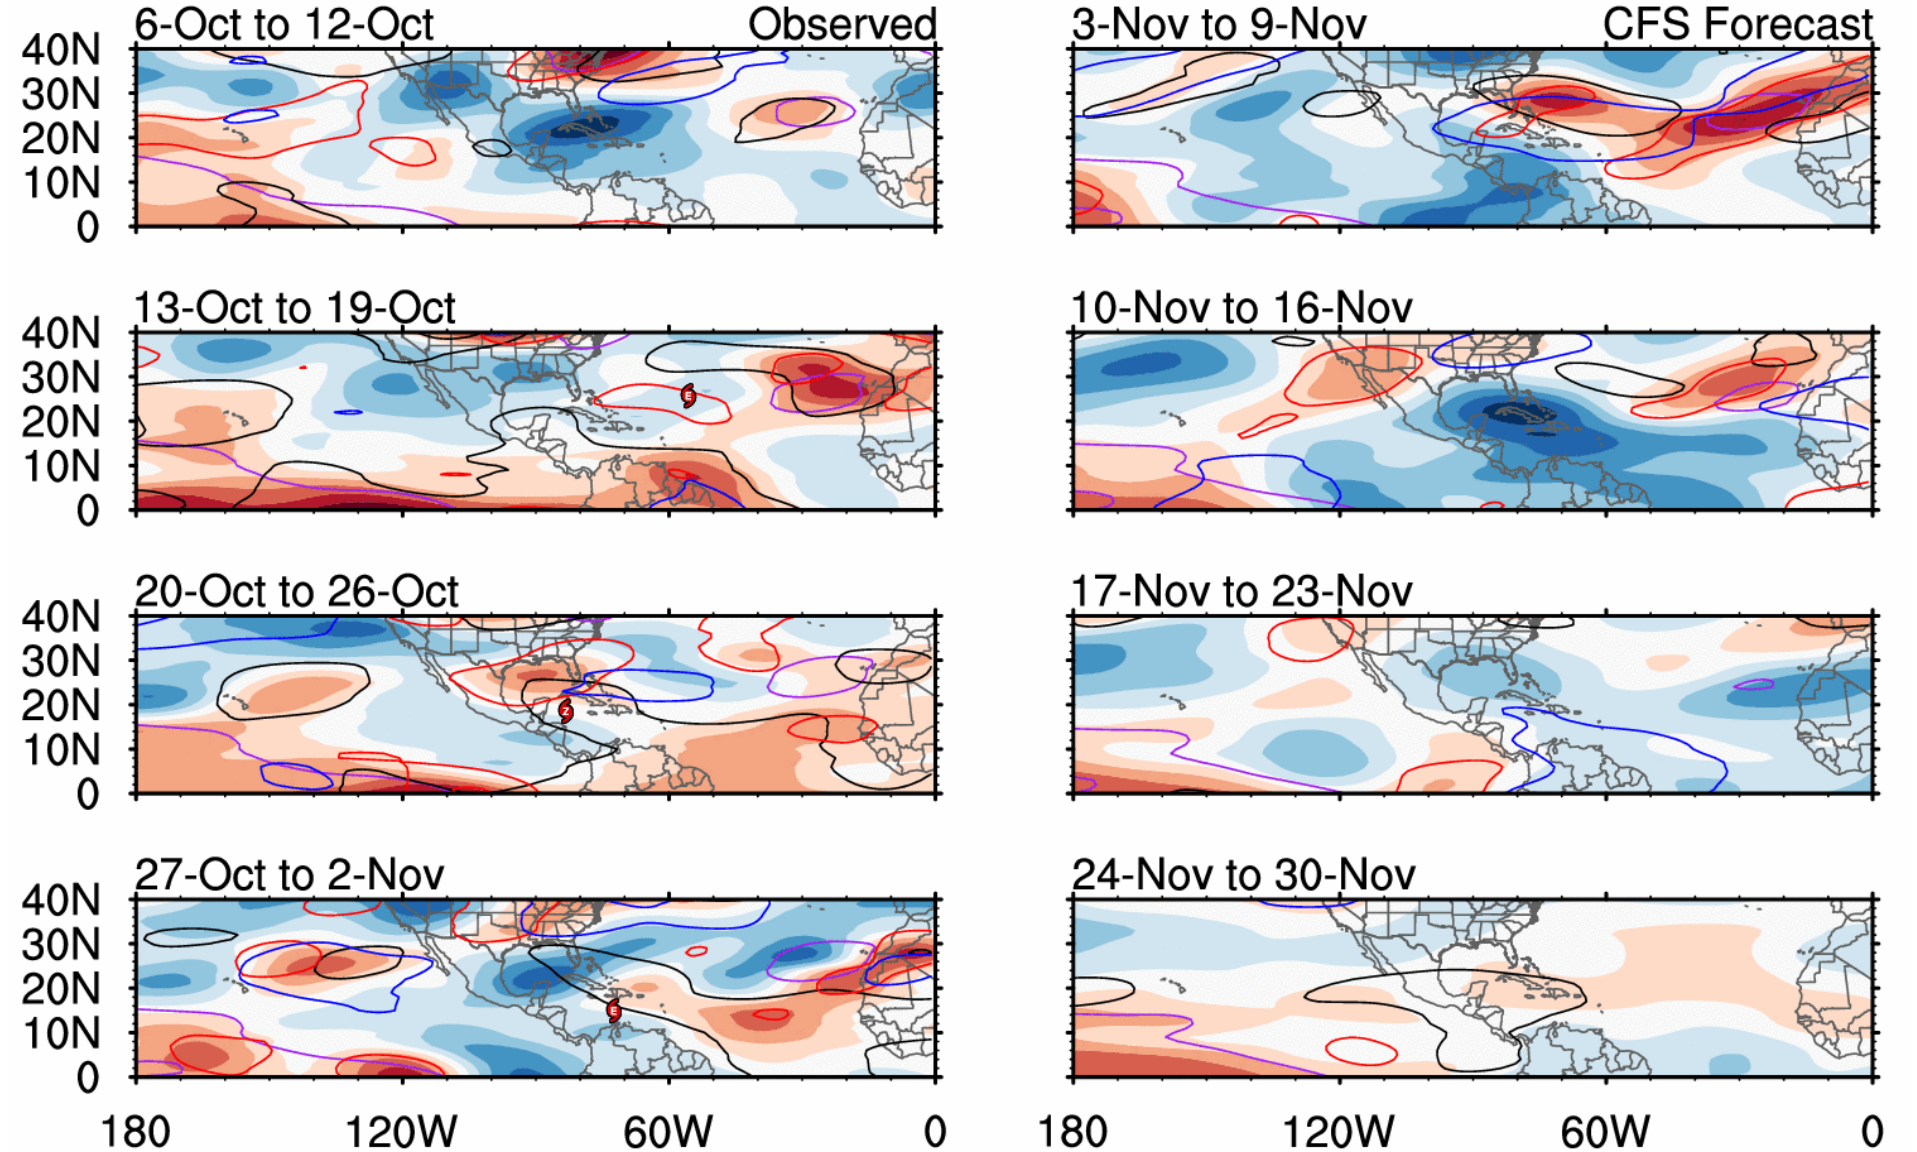 6-Oct to 12-Oct Observed
40N
30N
20N
10N
0
13-Oct to 19-Oct
40N
30N
20N
10N
0
E
20-Oct to 26-Oct
40N
30N
20N
10N
0
Z
27-Oct to 2-Nov
40N
30N
20N
10N
0
E
180 120W 60W 0
3-Nov to 9-Nov CFS Forecast
10-Nov to 16-Nov
17-Nov to 23-Nov
24-Nov to 30-Nov
180 120W 60W 0